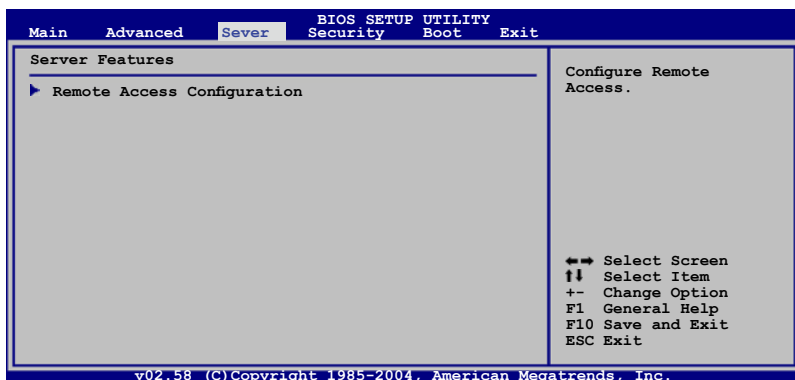 BIOS SETUP UTILITY
Main Advanced Sever Security Boot Exit
Server Features
Remote Access Configuration
Configure Remote
Access.
Select Screen
Select Item
+- Change Option
F1 General Help
F10 Save and Exit
ESC Exit
v02.58 (C)Copyright 1985-2004, American Megatrends, Inc.